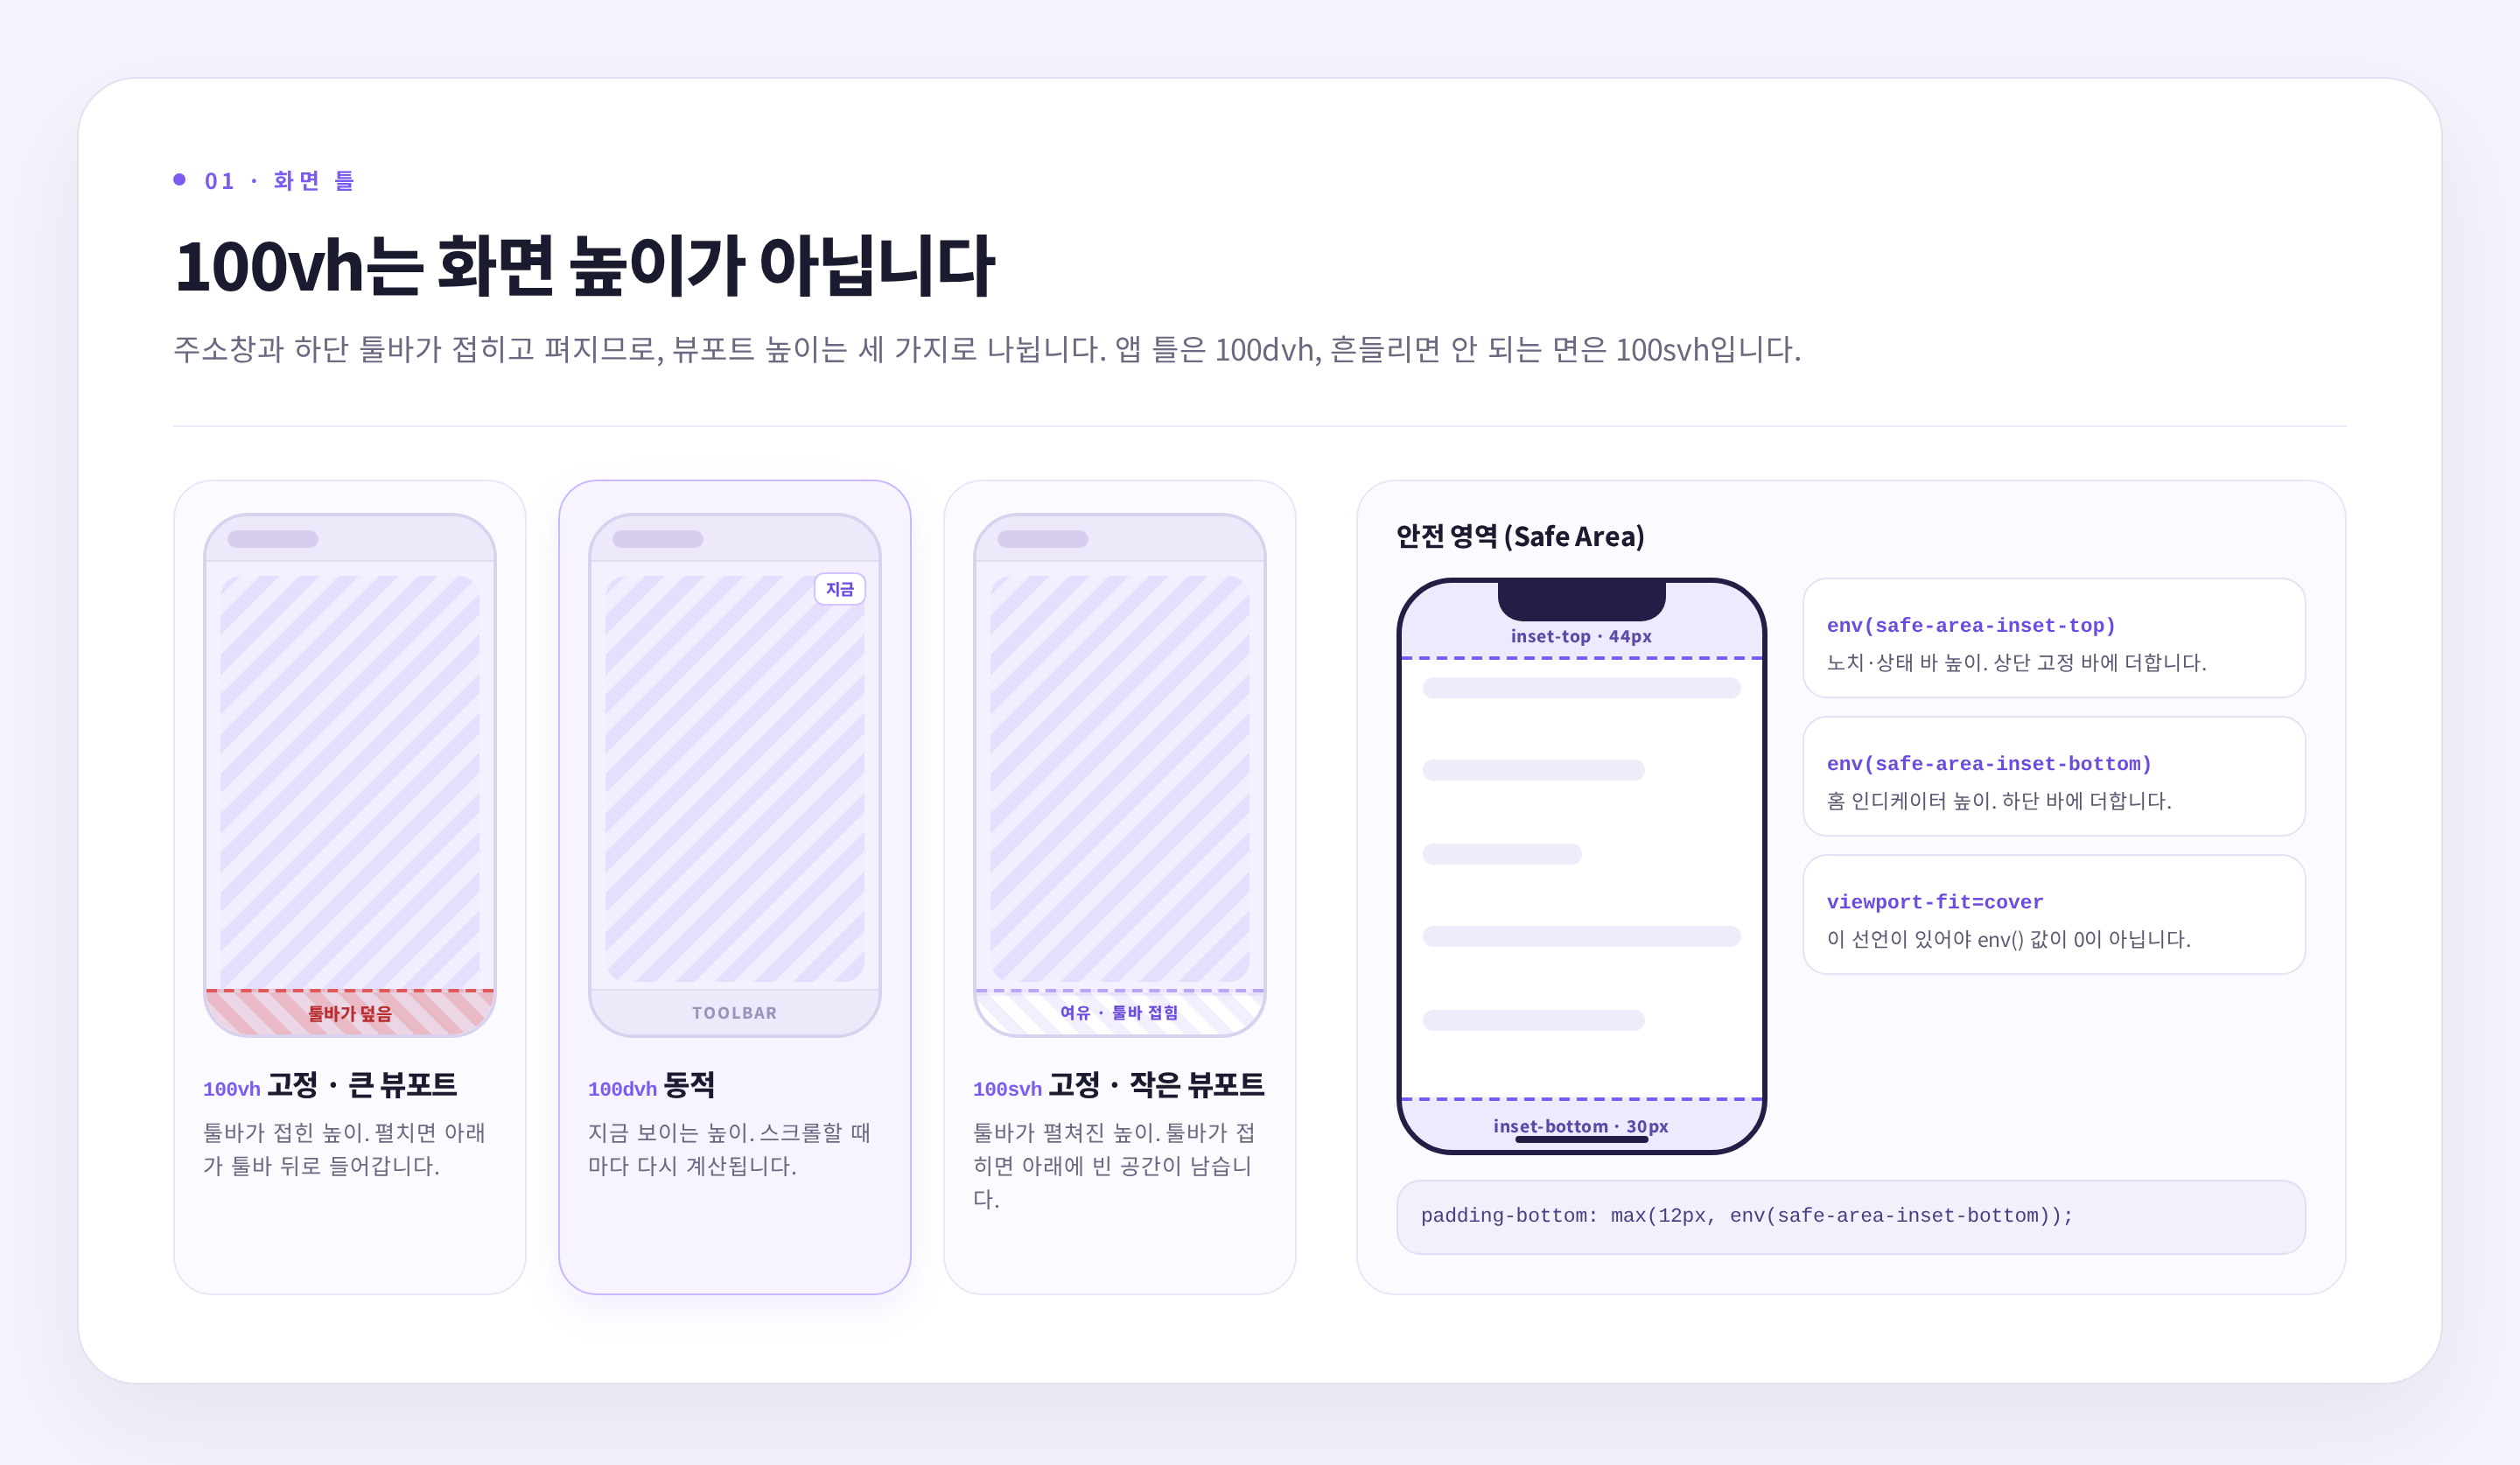 01 · 화면 틀
100vh는 화면 높이가 아닙니다
주소창과 하단 툴바가 접히고 펴지므로, 뷰포트 높이는 세 가지로 나뉩니다. 앱 틀은 100dvh, 흔들리면 안 되는 면은 100svh입니다.
툴바가 덮음
100vh 고정 · 큰 뷰포트
툴바가 접힌 높이. 펼치면 아래
가 툴바 뒤로 들어갑니다.
지금
TOOLBAR
100dvh 동적
지금 보이는 높이. 스크롤할 때
마다 다시 계산됩니다.
여유 · 툴바 접힘
100svh 고정 · 작은 뷰포트
툴바가 펼쳐진 높이. 툴바가 접
히면 아래에 빈 공간이 남습니
다.
안전 영역 (Safe Area)
inset-top · 44px
inset-bottom · 30px
env(safe-area-inset-top)
노치·상태 바 높이. 상단 고정 바에 더합니다.
env(safe-area-inset-bottom)
홈 인디케이터 높이. 하단 바에 더합니다.
viewport-fit=cover
이 선언이 있어야 env() 값이 0이 아닙니다.
padding-bottom: max(12px, env(safe-area-inset-bottom));